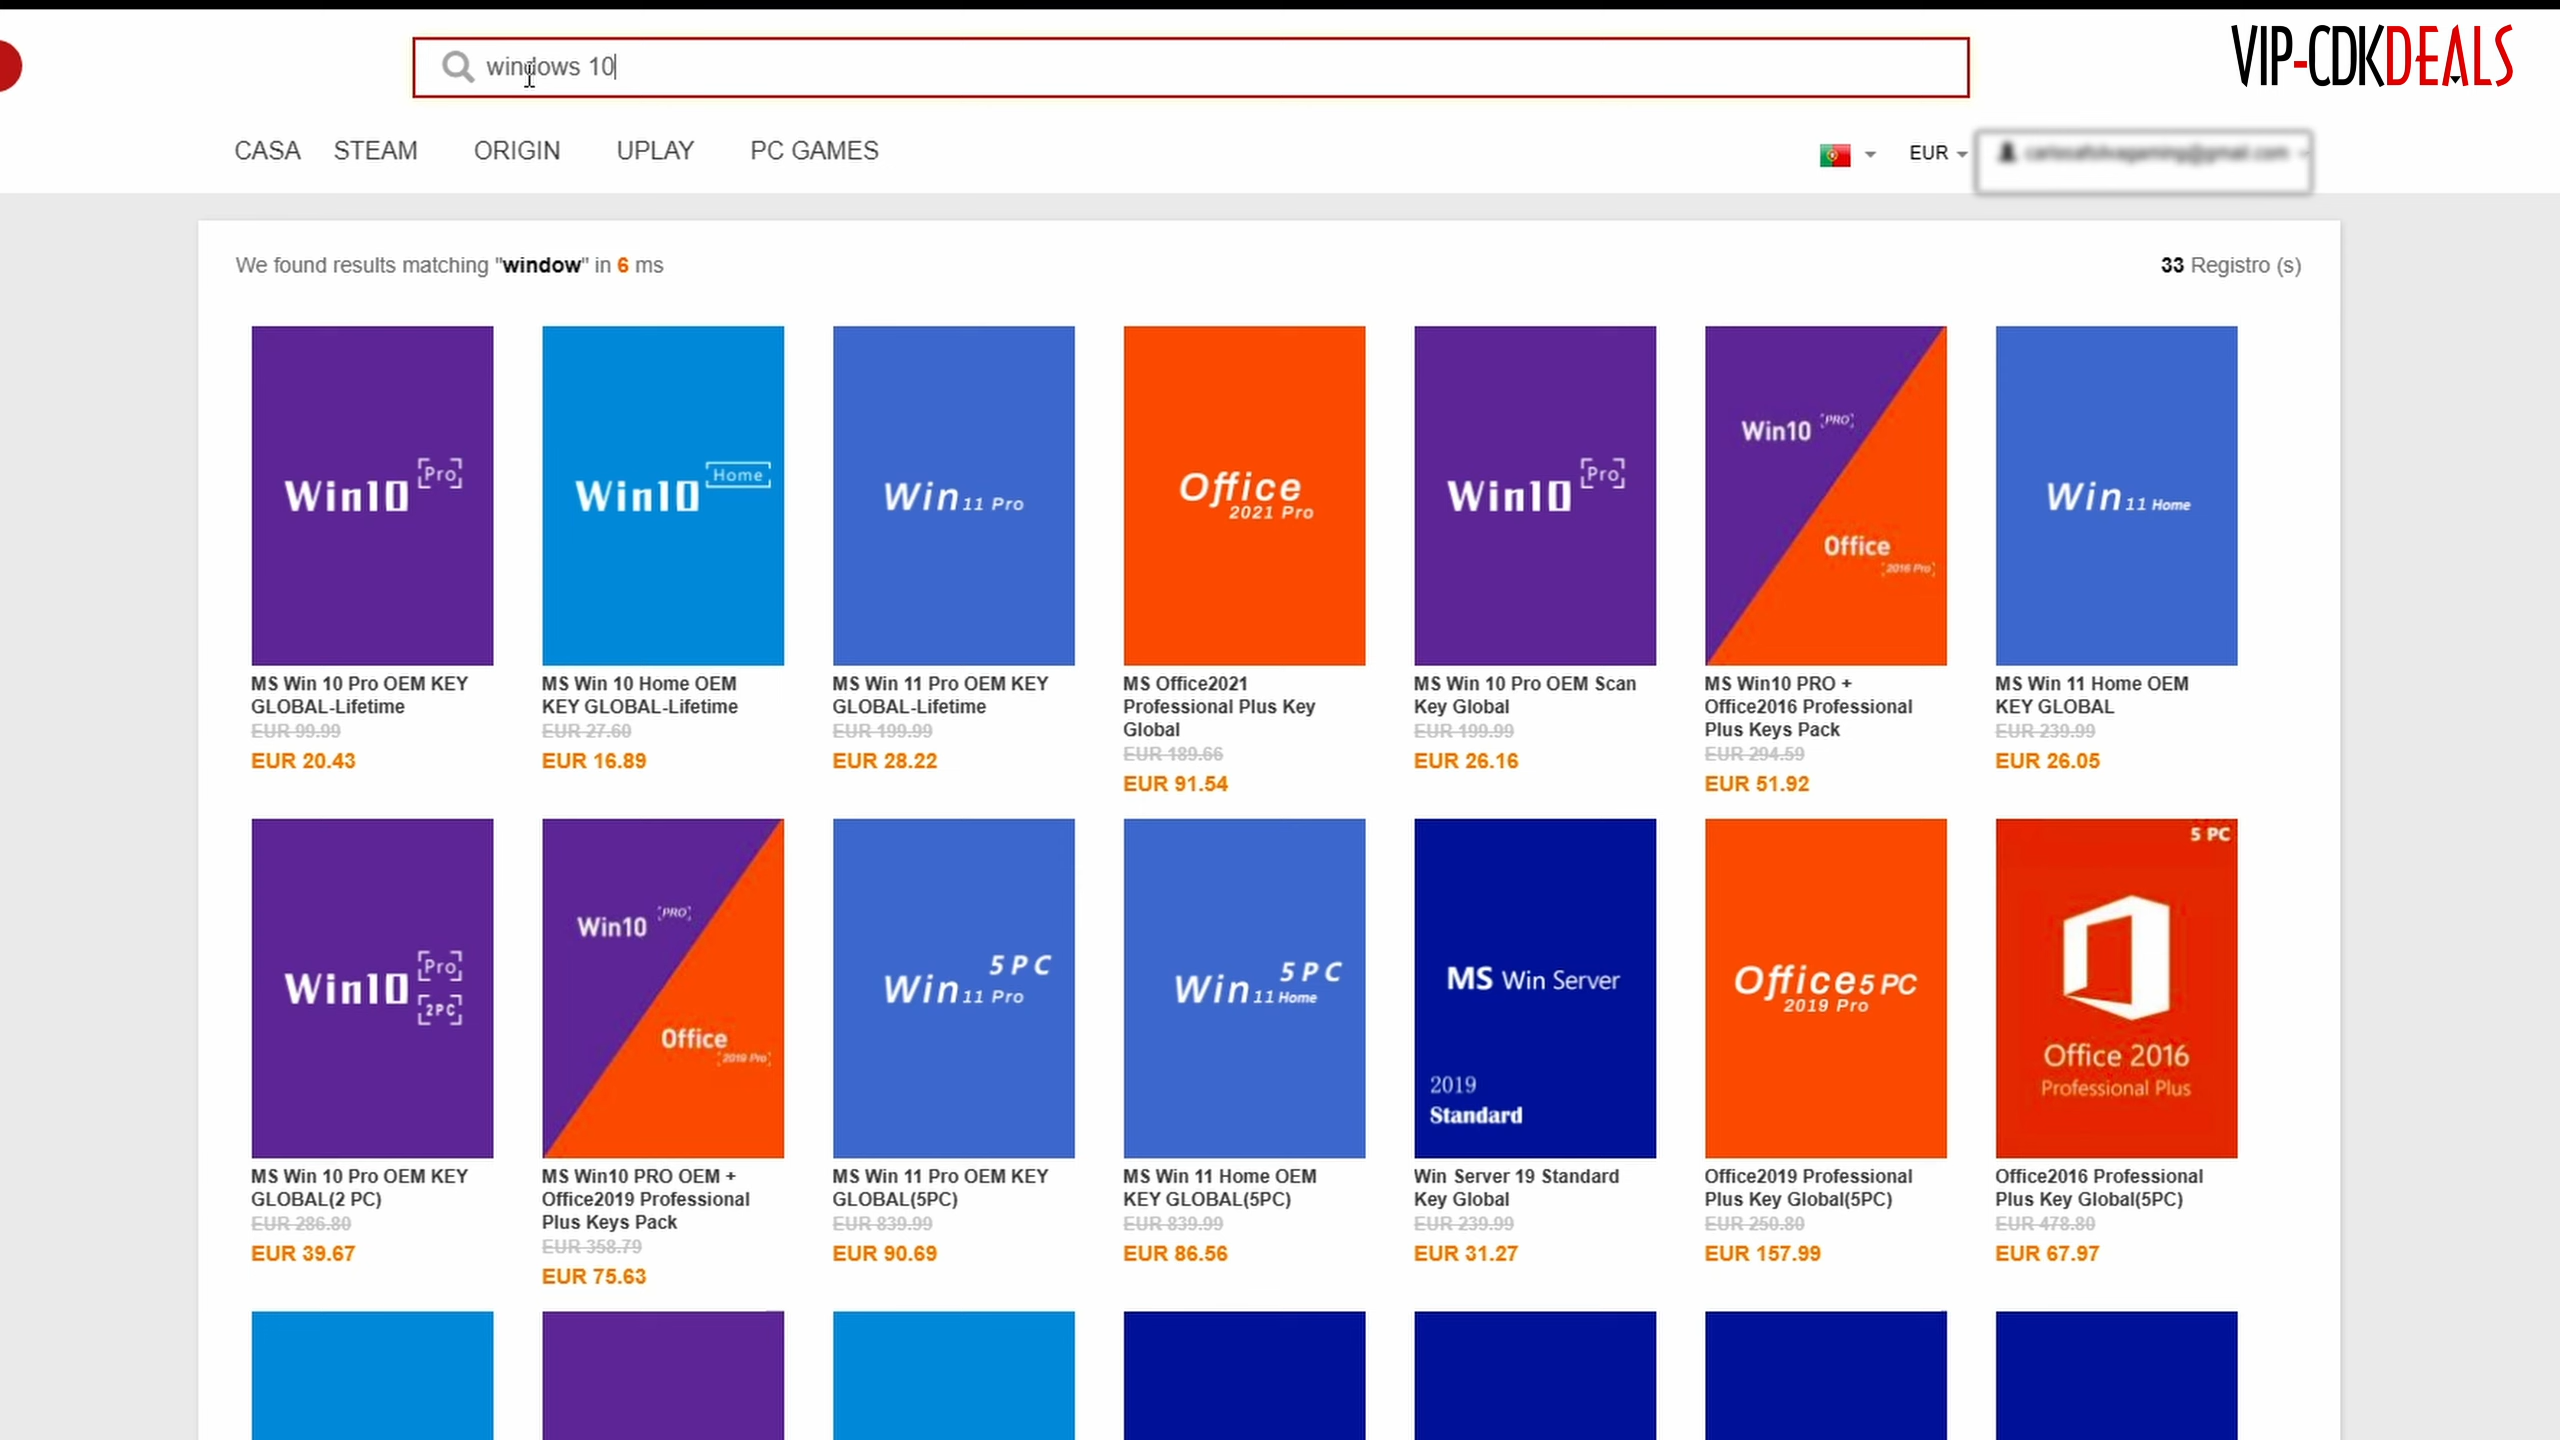 windows 10
VIP-CDKDEALS
CASA STEAM ORIGIN UPLAY PC GAMES
EUR
We found results matching "window" in 6 ms
33 Registro (s)
Win10 Pro
Win10 Home
Win 11 Pro
Office
2021 Pro
Win10 Pro
Win10 PRO
Office
2016 Pro
Win 11 Home
MS Win 10 Pro OEM KEY
GLOBAL-Lifetime
EUR 99.99
EUR 20.43
MS Win 10 Home OEM
KEY GLOBAL-Lifetime
EUR 27.60
EUR 16.89
MS Win 11 Pro OEM KEY
GLOBAL-Lifetime
EUR 199.99
EUR 28.22
MS Office2021
Professional Plus Key
Global
EUR 189.66
EUR 91.54
MS Win 10 Pro OEM Scan
Key Global
EUR 199.99
EUR 26.16
MS Win10 PRO +
Office2016 Professional
Plus Keys Pack
EUR 294.59
EUR 51.92
MS Win 11 Home OEM
KEY GLOBAL
EUR 239.99
EUR 26.05
Win10 Pro
2PC
Win10 PRO
Office
2019 Pro
5 PC
Win 11 Pro
5 PC
Win 11 Home
MS Win Server
2019
Standard
Office 5 PC
2019 Pro
5 PC
Office 2016
Professional Plus
MS Win 10 Pro OEM KEY
GLOBAL(2 PC)
EUR 286.80
EUR 39.67
MS Win10 PRO OEM +
Office2019 Professional
Plus Keys Pack
EUR 358.79
EUR 75.63
MS Win 11 Pro OEM KEY
GLOBAL(5PC)
EUR 839.99
EUR 90.69
MS Win 11 Home OEM
KEY GLOBAL(5PC)
EUR 839.99
EUR 86.56
Win Server 19 Standard
Key Global
EUR 239.99
EUR 31.27
Office2019 Professional
Plus Key Global(5PC)
EUR 250.80
EUR 157.99
Office2016 Professional
Plus Key Global(5PC)
EUR 478.80
EUR 67.97